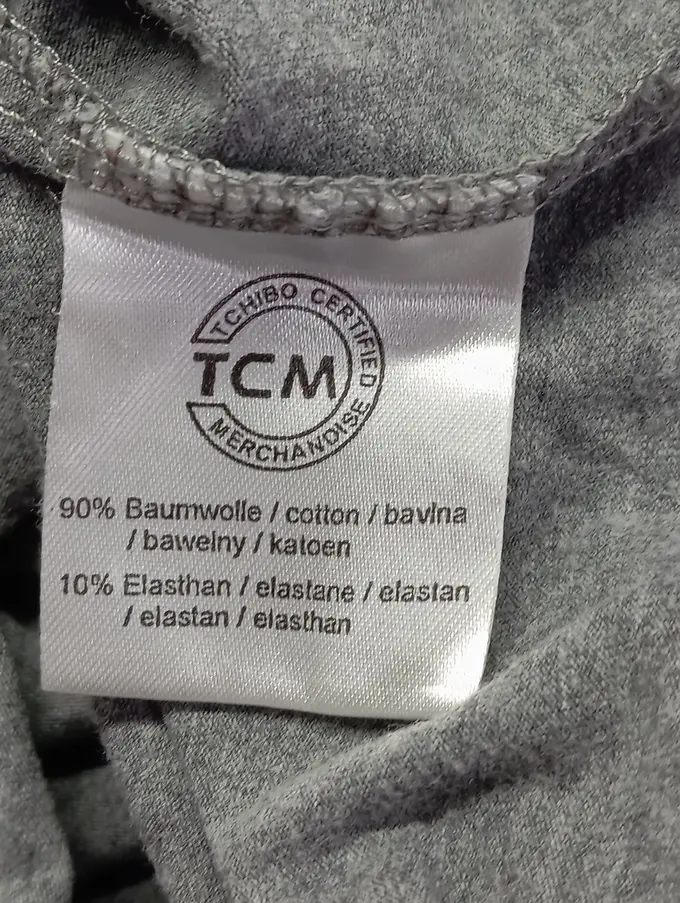 TCHIBO CERTIFIED
TCM
MERCHANDISE
90% Baumwolle / cotton / bavlna
/ bawełny / katoen
10% Elasthan / elastane / elastan
/ elastan / elasthan